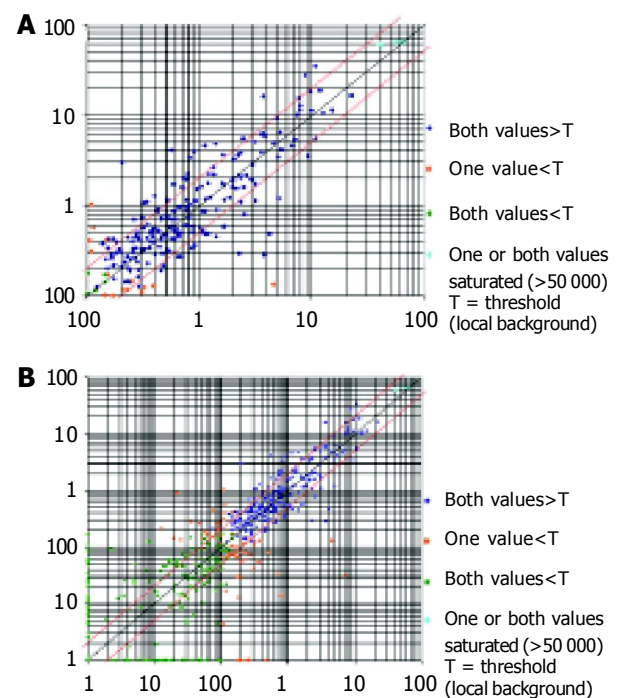 A
100
10
1
100
100
1
10
100
Both values>T
One value<T
Both values<T
One or both values
saturated (>50 000)
T = threshold
(local background)
B
100
10
1
100
10
1
1
10
100
1
10
100
Both values>T
One value<T
Both values<T
One or both values
saturated (>50 000)
T = threshold
(local background)